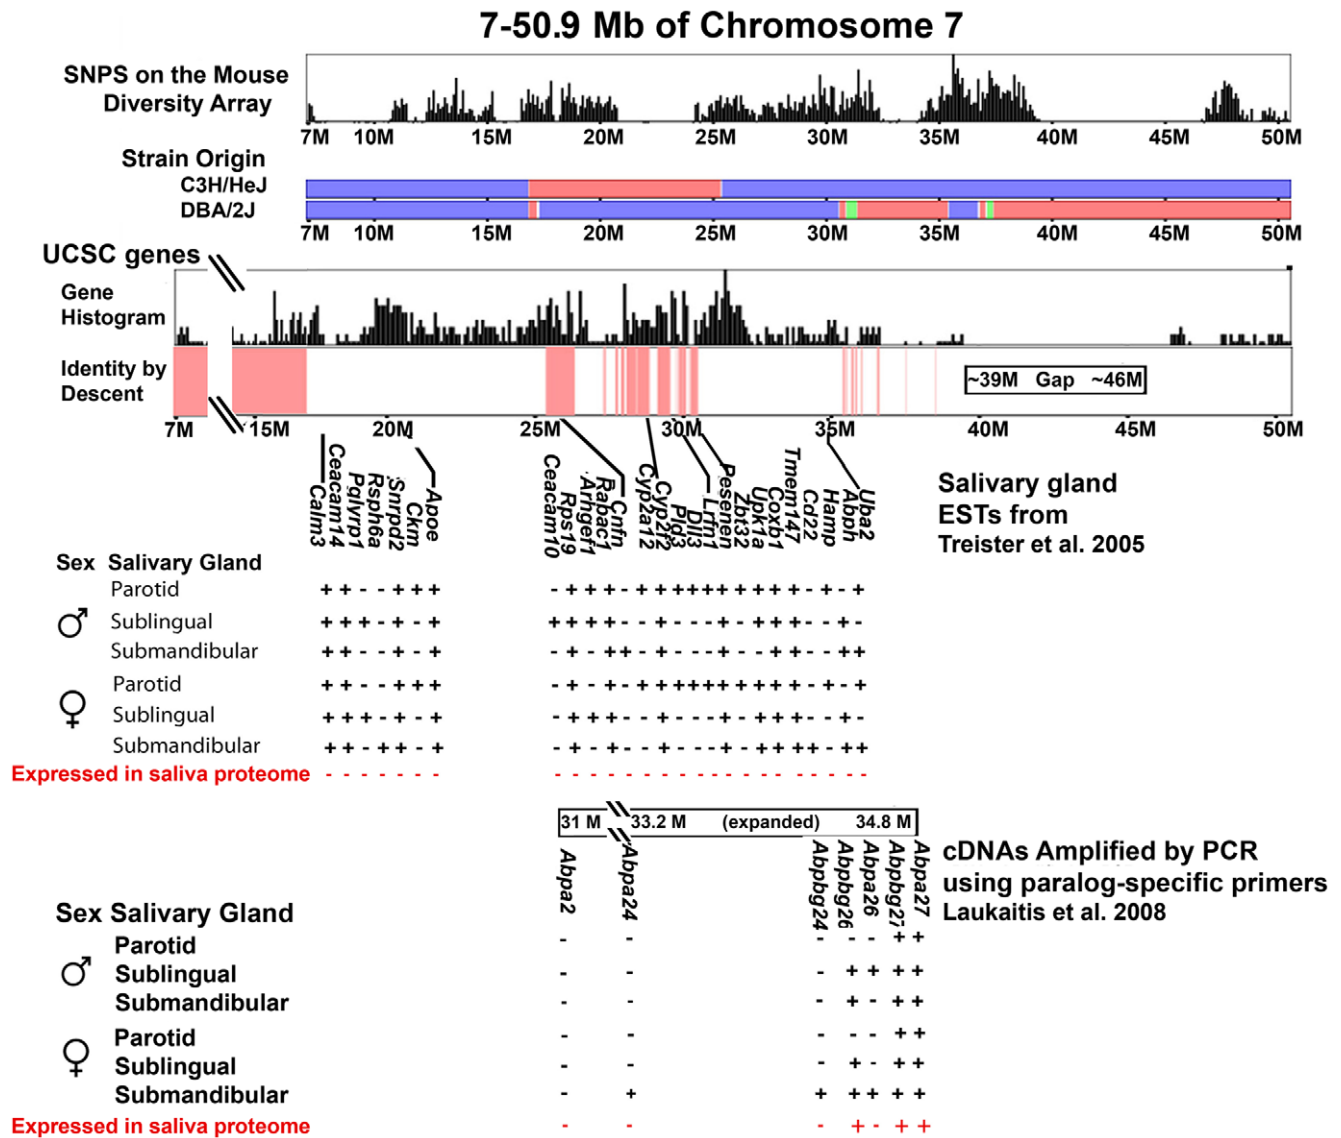 7-50.9 Mb of Chromosome 7
SNPS on the Mouse
Diversity Array
7M 10M 15M 20M 25M 30M 35M 40M 45M 50M
Strain Origin
C3H/HeJ
DBA/2J
7M 10M 15M 20M 25M 30M 35M 40M 45M 50M
UCSC genes
Gene
Histogram
Identity by
Descent
~39M Gap ~46M
7M 15M 20M 25M 30M 35M 40M 45M 50M
Calm3 Ceacam14 Pglyrp1 Rsph6a Snrpd2 Ckm Apoe Ceacam10 Rps19 Arhgef1 Rabac1 Cnfn Cyp2a12 Cyp2f2 Pld3 Dll3 Lrfn1 Pesenen Zbt32 Upk1a Coxb1 Tmem147 Cd22 Hamp Abph Uba2
Salivary gland
ESTs from
Treister et al. 2005
Sex Salivary Gland
♂
Parotid + + - - + + + - + + + - + + + + + + + + + + - + - +
Sublingual + + + - + - + + + + + - - + - - - + - + + + - - + -
Submandibular + + - - + - + - + - + + - + - - - + - - + + - - + +
♀
Parotid + + - - + + + - + - + - + + + + + + + + + + - + - +
Sublingual + + + - + - + - + + + - - + - - - + - + + + - - + -
Submandibular + + - + + - + - + - + - - + - - - + - + + + + - + +
Expressed in saliva proteome - - - - - - - - - - - - - - - - - - - - - - - - - -
31 M 33.2 M (expanded) 34.8 M
Abpa2 Abpa24 Abpbg24 Abpbg26 Abpa26 Abpbg27 Abpa27
cDNAs Amplified by PCR
using paralog-specific primers
Laukaitis et al. 2008
Sex Salivary Gland
♂
Parotid - - - - - + +
Sublingual - - - + + + +
Submandibular - - - + - + +
♀
Parotid - - - - - + +
Sublingual - - - + - + +
Submandibular - + + + + + +
Expressed in saliva proteome - - - + - + +